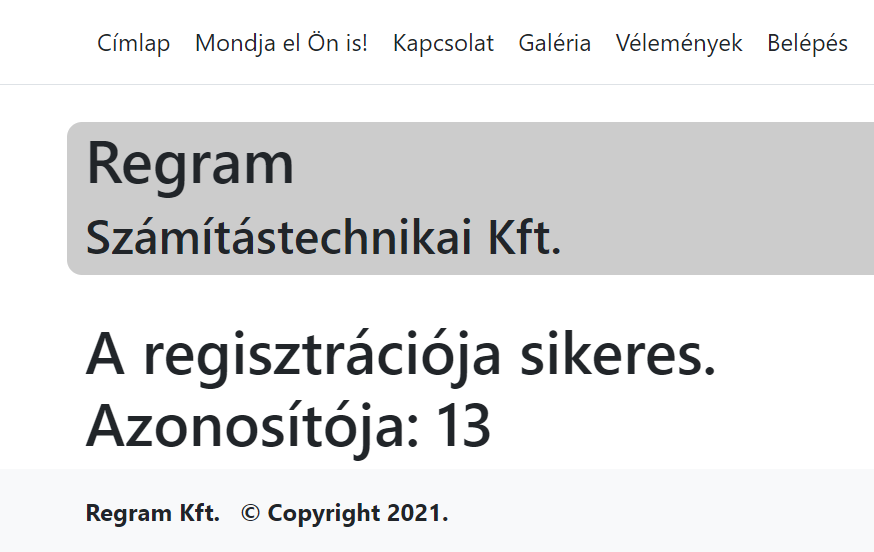 Címlap Mondja el Ön is! Kapcsolat Galéria Vélemények Belépés
Regram
Számítástechnikai Kft.
A regisztrációja sikeres.
Azonosítója: 13
Regram Kft. © Copyright 2021.